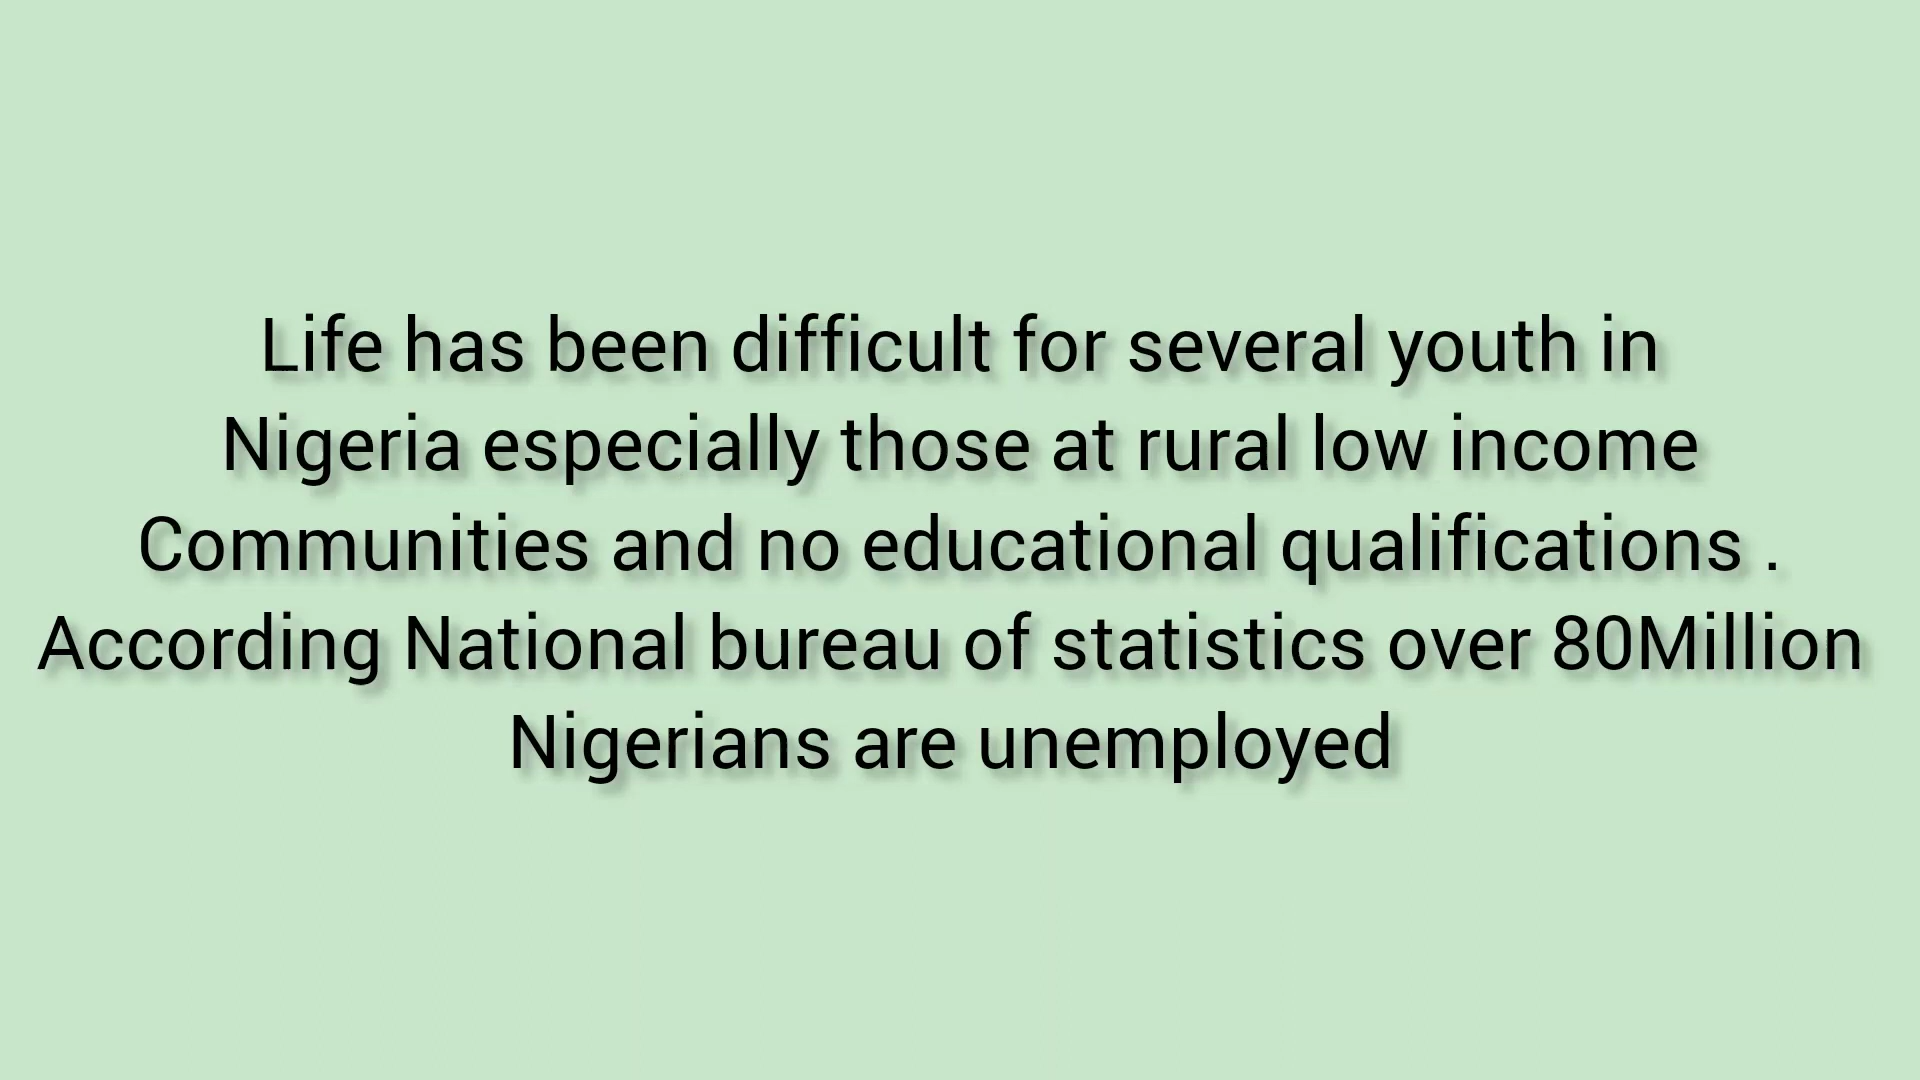 Life has been difficult for several youth in
Nigeria especially those at rural low income
Communities and no educational qualifications .
According National bureau of statistics over 80Million
Nigerians are unemployed